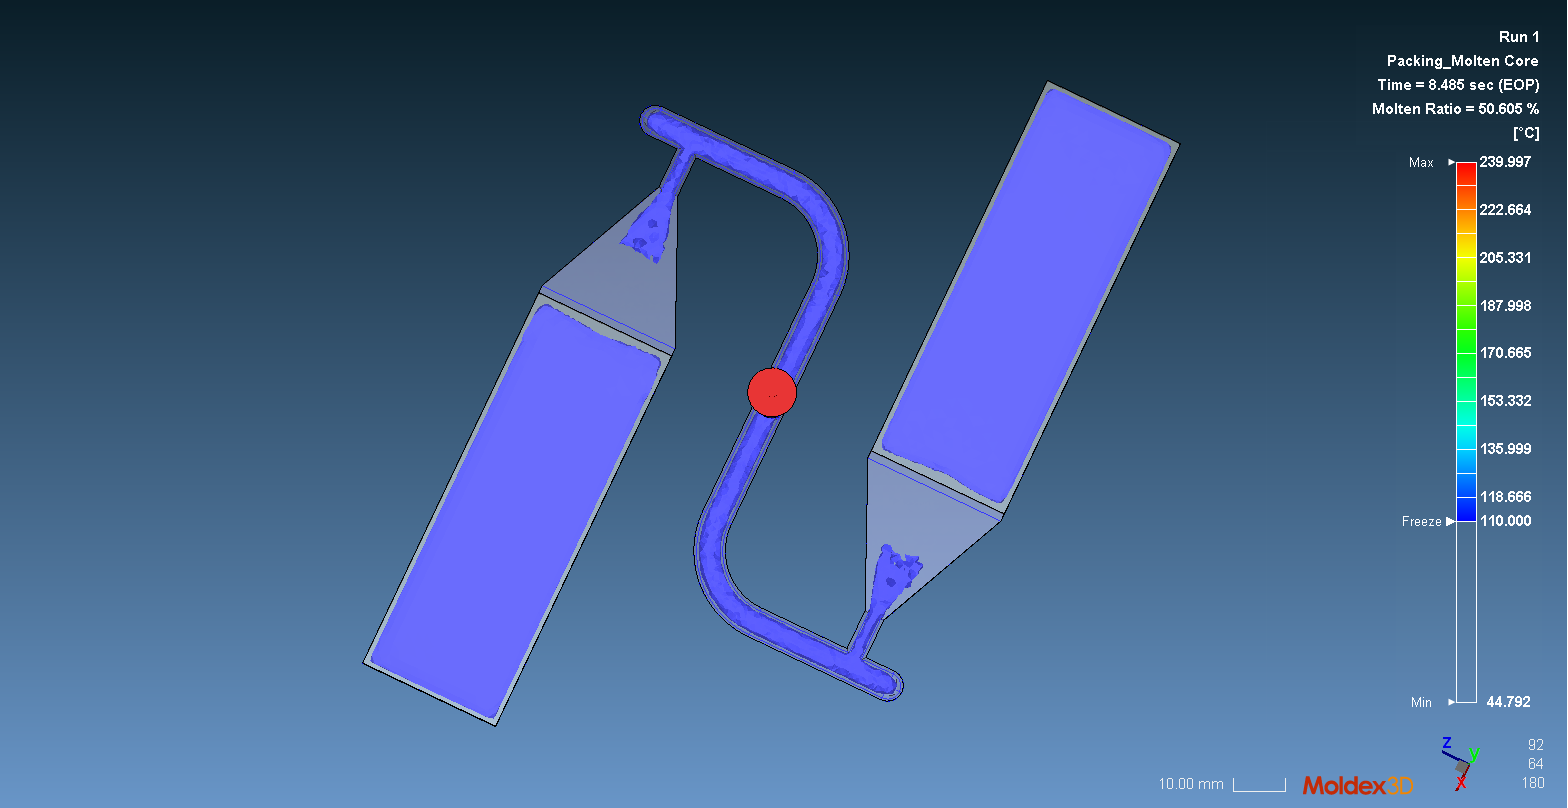 Run 1
Packing_Molten Core
Time = 8.485 sec (EOP)
Molten Ratio = 50.605 %
[°C]
Max 239.997
222.664
205.331
187.998
170.665
153.332
135.999
118.666
Freeze 110.000
Min 44.792
Z Y X
92
64
180
10.00 mm
Moldex3D